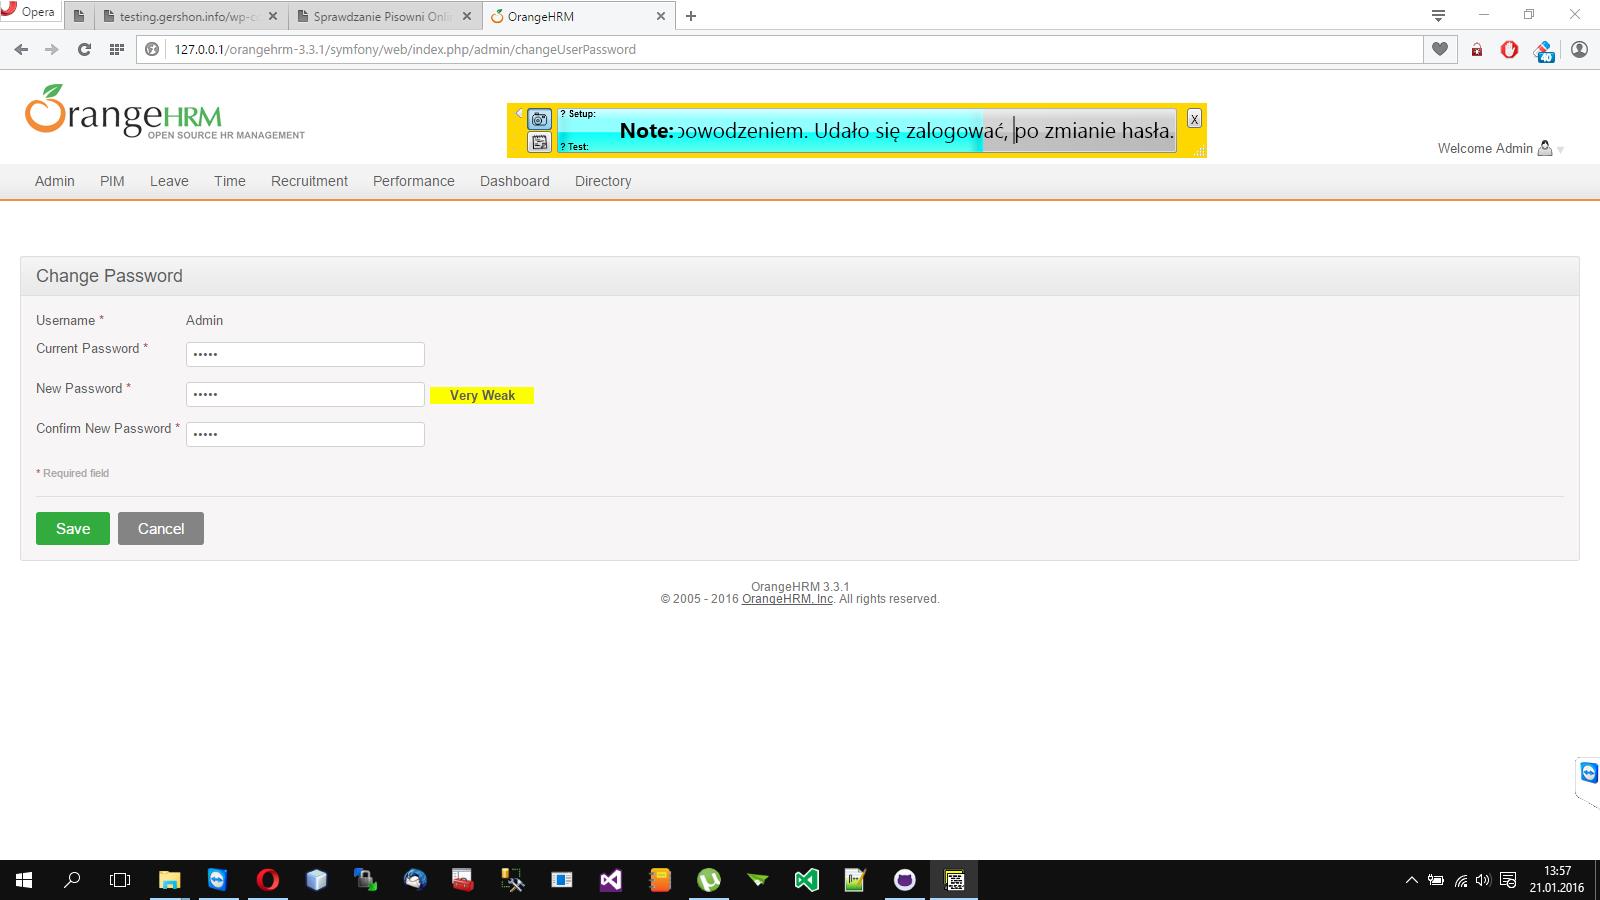 Opera
testing.gershon.info/wp-co
Sprawdzanie Pisowni Onli
OrangeHRM
127.0.0.1/orangehrm-3.3.1/symfony/web/index.php/admin/changeUserPassword
40
OrangeHRM
OPEN SOURCE HR MANAGEMENT
? Setup:
Note: powodzeniem. Udało się zalogować, po zmianie hasła.
? Test:
X
Welcome Admin
Admin
PIM
Leave
Time
Recruitment
Performance
Dashboard
Directory
Change Password
Username *
Admin
Current Password *
•••••
New Password *
•••••
Very Weak
Confirm New Password *
•••••
* Required field
Save
Cancel
OrangeHRM 3.3.1
© 2005 - 2016 OrangeHRM, Inc. All rights reserved.
13:57
21.01.2016